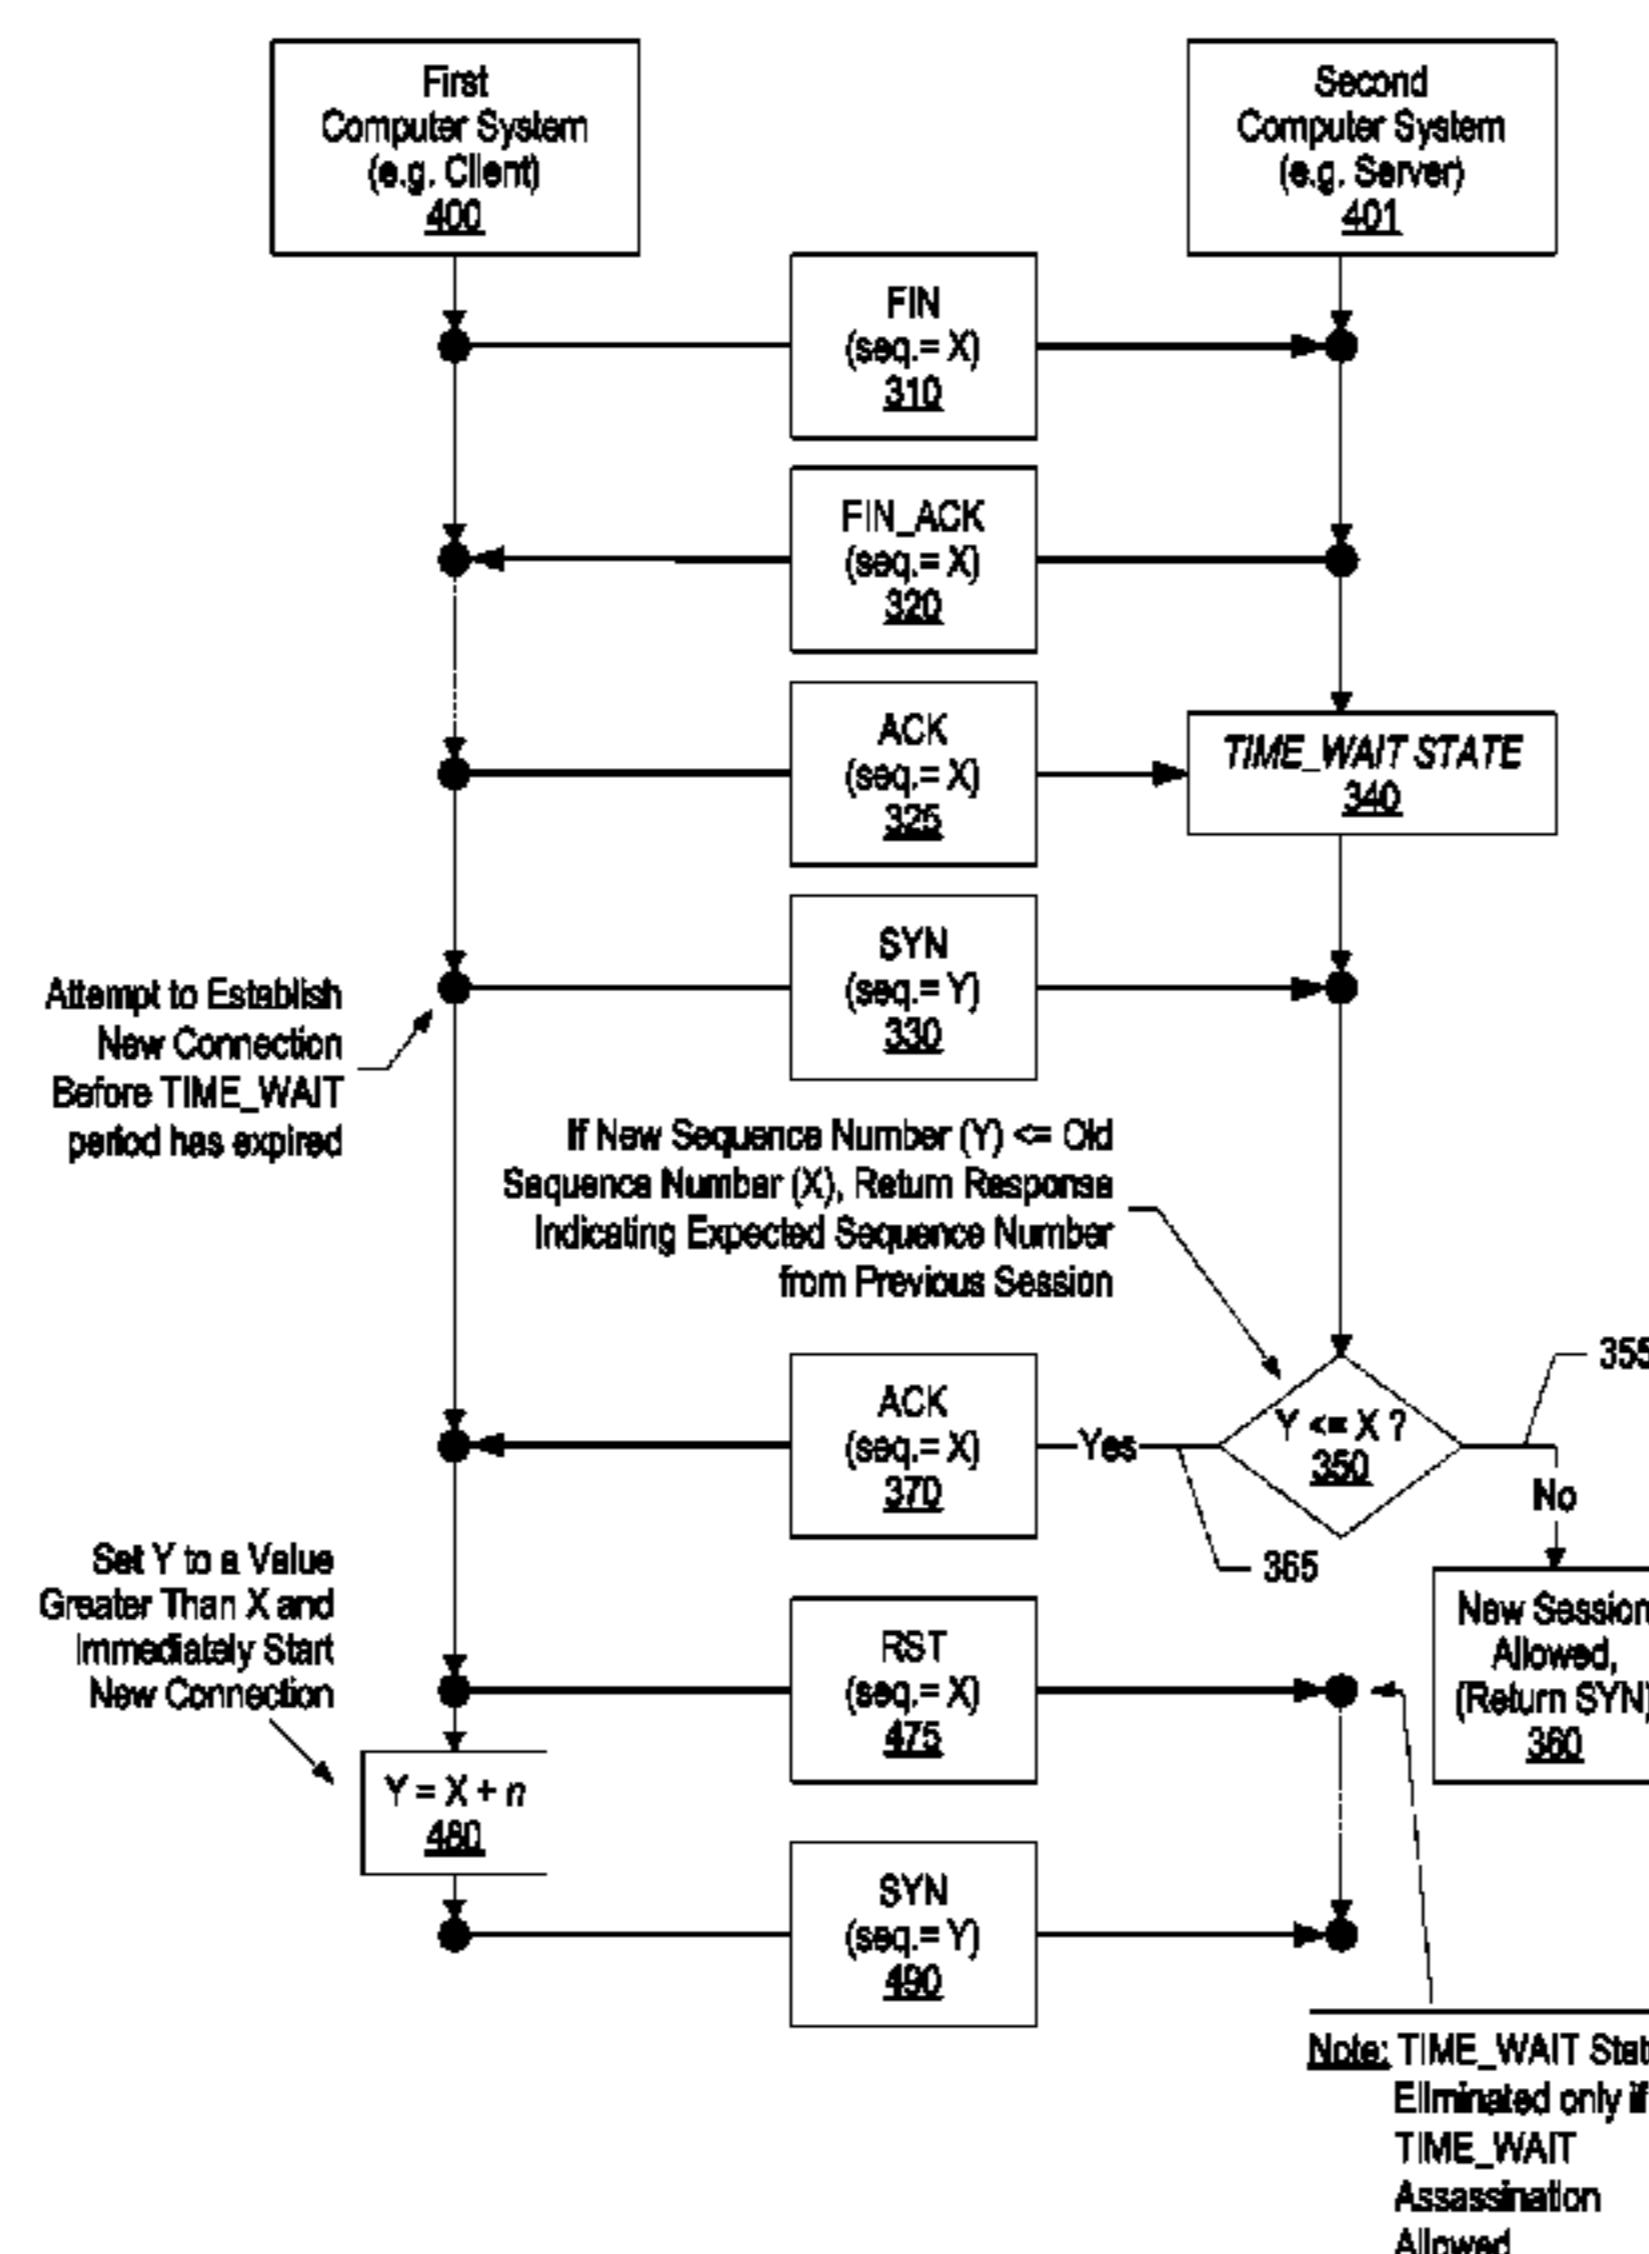 First
Computer System
(e.g. Client)
400
Second
Computer System
(e.g. Server)
401
FIN
(seq.= X)
310
FIN_ACK
(seq.= X)
320
ACK
(seq.= X)
325
TIME_WAIT STATE
340
SYN
(seq.= Y)
330
Attempt to Establish
New Connection
Before TIME_WAIT
period has expired
If New Sequence Number (Y) <= Old
Sequence Number (X), Return Response
Indicating Expected Sequence Number
from Previous Session
355
ACK
(seq.= X)
370
Yes
Y <= X ?
350
No
365
Set Y to a Value
Greater Than X and
Immediately Start
New Connection
RST
(seq.= X)
475
New Session
Allowed,
(Return SYN)
360
Y = X + n
480
SYN
(seq.= Y)
490
Note: TIME_WAIT Stat
Eliminated only if
TIME_WAIT
Assassination
Allowed